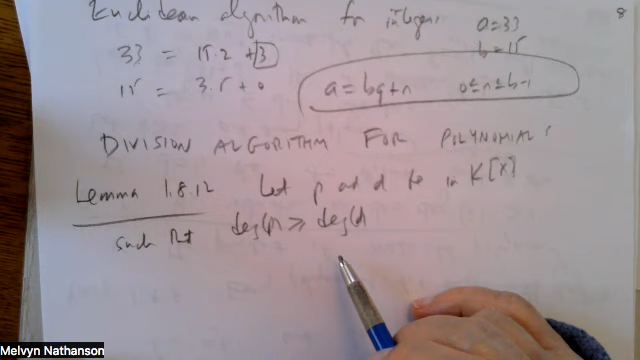 Euclidean algorithm for integers
8
a=33
b=15
33 = 15.2 + 3
15 = 3.5 + 0
a = bq + r 0≤r≤b-1
DIVISION ALGORITHM FOR POLYNOMIALS
Lemma 1.8.12 Let p and d be in K[X]
such that deg(p) ≥ deg(d)
Melvyn Nathanson